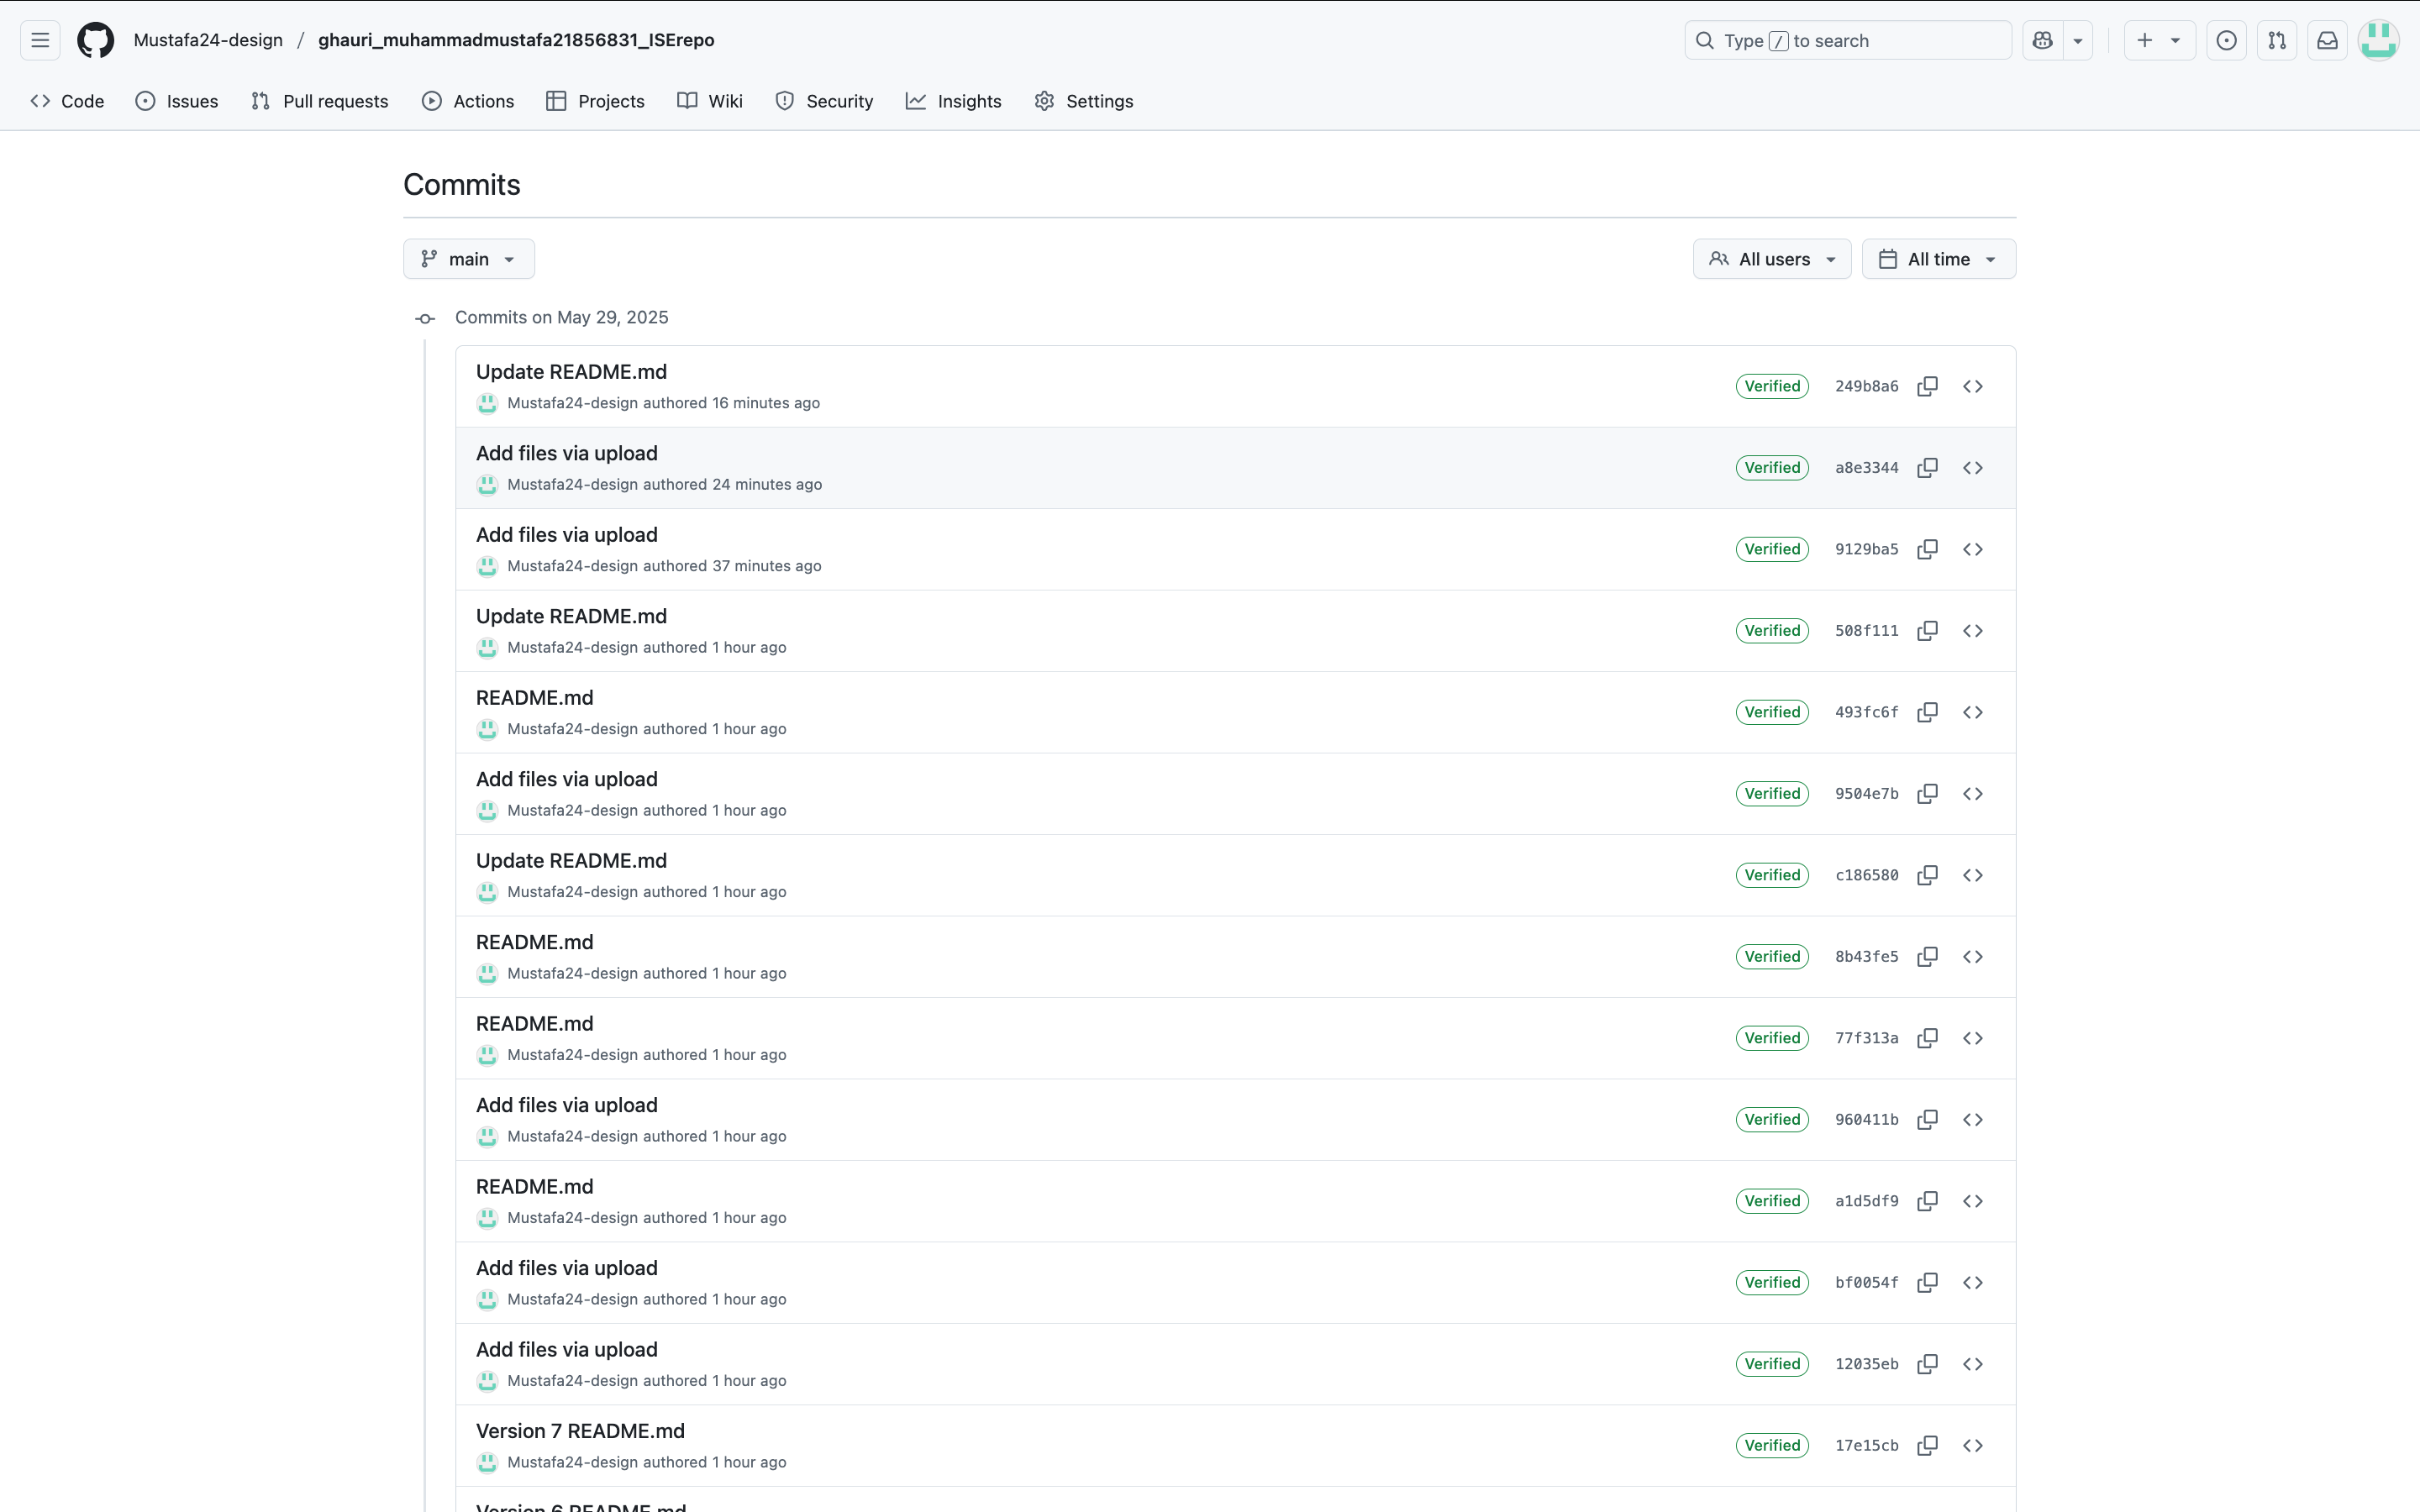 Mustafa24-design / ghauri_muhammadmustafa21856831_ISErepo
Type / to search
Code Issues Pull requests Actions Projects Wiki Security Insights Settings
Commits
main
All users All time
Commits on May 29, 2025
Update README.md
Mustafa24-design authored 16 minutes ago
Verified 249b8a6
Add files via upload
Mustafa24-design authored 24 minutes ago
Verified a8e3344
Add files via upload
Mustafa24-design authored 37 minutes ago
Verified 9129ba5
Update README.md
Mustafa24-design authored 1 hour ago
Verified 508f111
README.md
Mustafa24-design authored 1 hour ago
Verified 493fc6f
Add files via upload
Mustafa24-design authored 1 hour ago
Verified 9504e7b
Update README.md
Mustafa24-design authored 1 hour ago
Verified c186580
README.md
Mustafa24-design authored 1 hour ago
Verified 8b43fe5
README.md
Mustafa24-design authored 1 hour ago
Verified 77f313a
Add files via upload
Mustafa24-design authored 1 hour ago
Verified 960411b
README.md
Mustafa24-design authored 1 hour ago
Verified a1d5df9
Add files via upload
Mustafa24-design authored 1 hour ago
Verified bf0054f
Add files via upload
Mustafa24-design authored 1 hour ago
Verified 12035eb
Version 7 README.md
Mustafa24-design authored 1 hour ago
Verified 17e15cb
Version 6 README.md